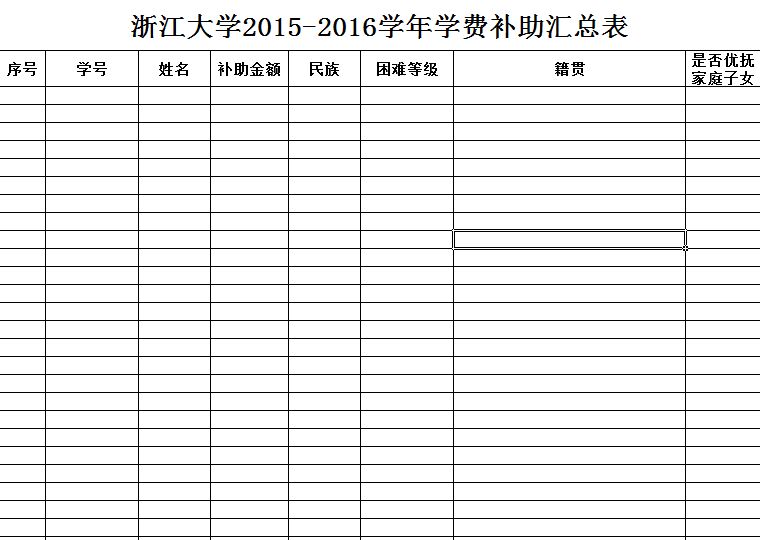 浙江大学2015-2016学年学费补助汇总表
序号 学号 姓名 补助金额 民族 困难等级 籍贯 是否优抚
家庭子女